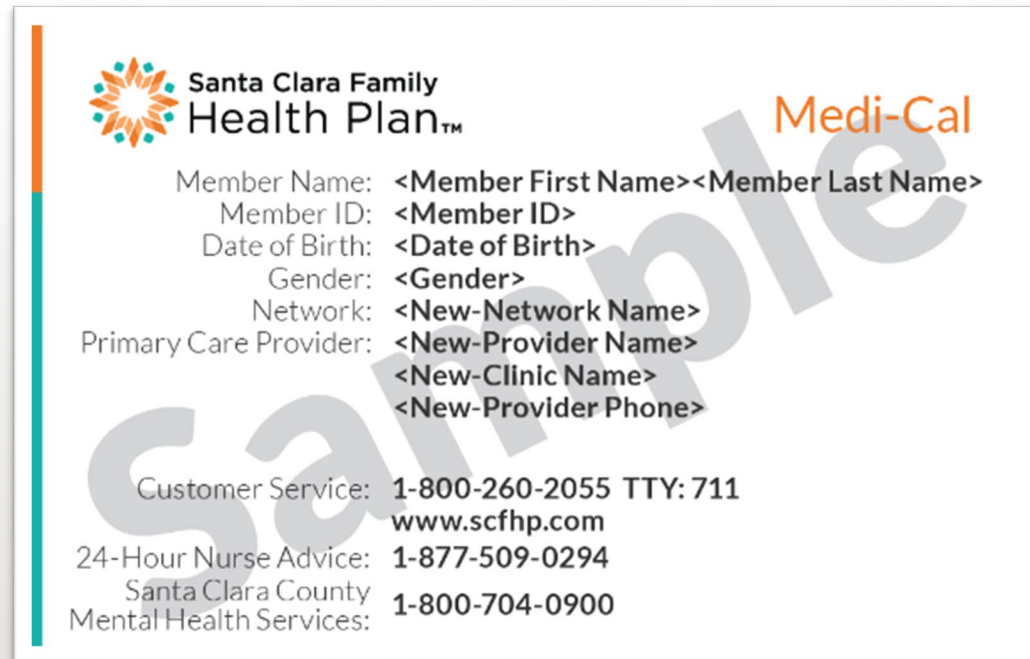 Santa Clara Family
Health Plan™
Medi-Cal
Member Name: <Member First Name><Member Last Name>
Member ID: <Member ID>
Date of Birth: <Date of Birth>
Gender: <Gender>
Network: <New-Network Name>
Primary Care Provider: <New-Provider Name>
<New-Clinic Name>
<New-Provider Phone>
Customer Service: 1-800-260-2055 TTY: 711
www.scfhp.com
24-Hour Nurse Advice: 1-877-509-0294
Santa Clara County
Mental Health Services: 1-800-704-0900
Sample